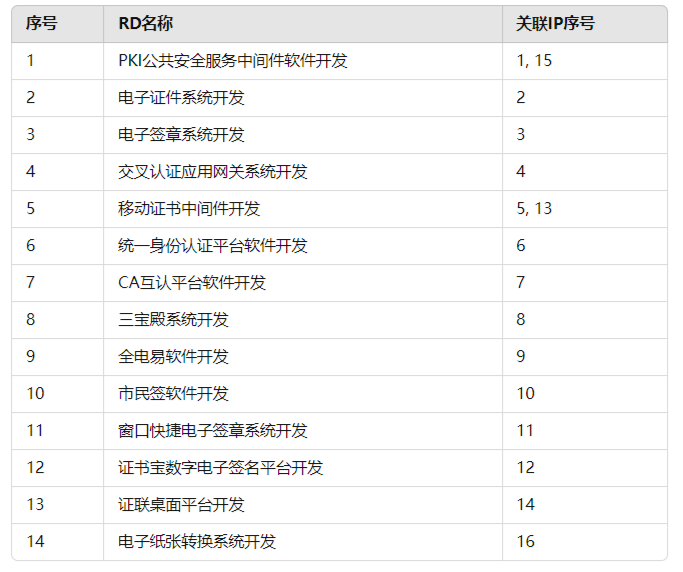 序号 RD名称 关联IP序号
1 PKI公共安全服务中间件软件开发 1, 15
2 电子证件系统开发 2
3 电子签章系统开发 3
4 交叉认证应用网关系统开发 4
5 移动证书中间件开发 5, 13
6 统一身份认证平台软件开发 6
7 CA互认平台软件开发 7
8 三宝殿系统开发 8
9 全电易软件开发 9
10 市民签软件开发 10
11 窗口快捷电子签章系统开发 11
12 证书宝数字电子签名平台开发 12
13 证联桌面平台开发 14
14 电子纸张转换系统开发 16